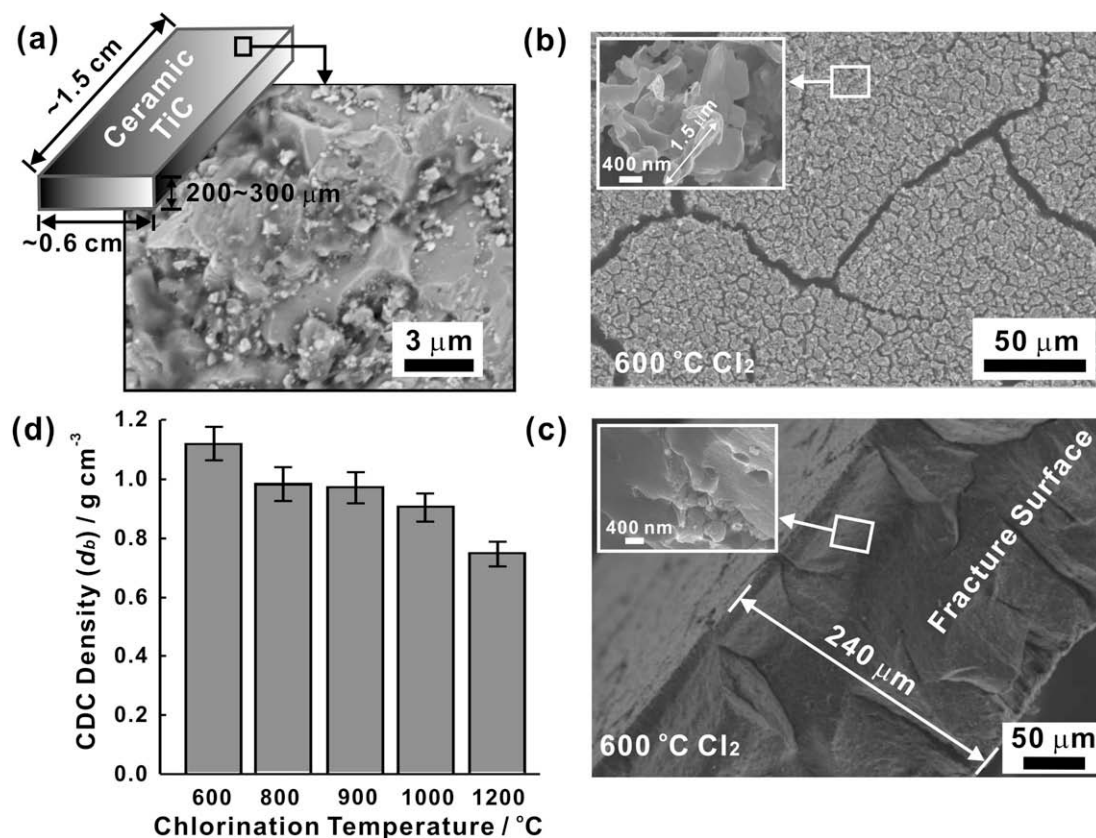 (a)
~1.5 cm
Ceramic
TiC
200~300 μm
~0.6 cm
3 μm
(b)
1.5 μm
400 nm
600 °C Cl₂
50 μm
(d)
CDC Density (d_b) / g cm⁻³
1.2
1.0
0.8
0.6
0.4
0.2
0.0
600 800 900 1000 1200
Chlorination Temperature / °C
(c)
400 nm
Fracture Surface
240 μm
600 °C Cl₂
50 μm